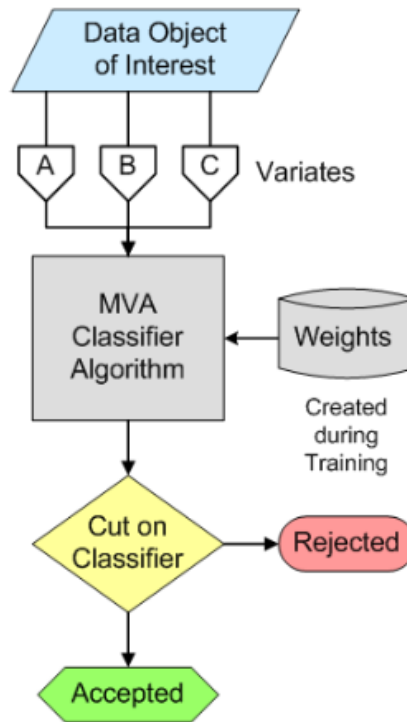 Data Object
of Interest
A
B
C
Variates
MVA
Classifier
Algorithm
Weights
Created
during
Training
Cut on
Classifier
Rejected
Accepted